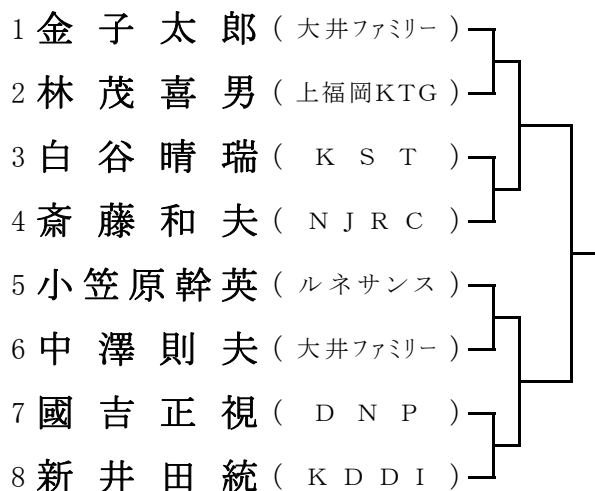 1 金子太郎 ( 大井ファミリー )
2 林茂喜男 ( 上福岡KTG )
3 白谷晴瑞 ( K S T )
4 斎藤和夫 ( N J R C )
5 小笠原幹英 ( ルネサンス )
6 中澤則夫 ( 大井ファミリー )
7 國吉正視 ( D N P )
8 新井田統 ( K D D I )